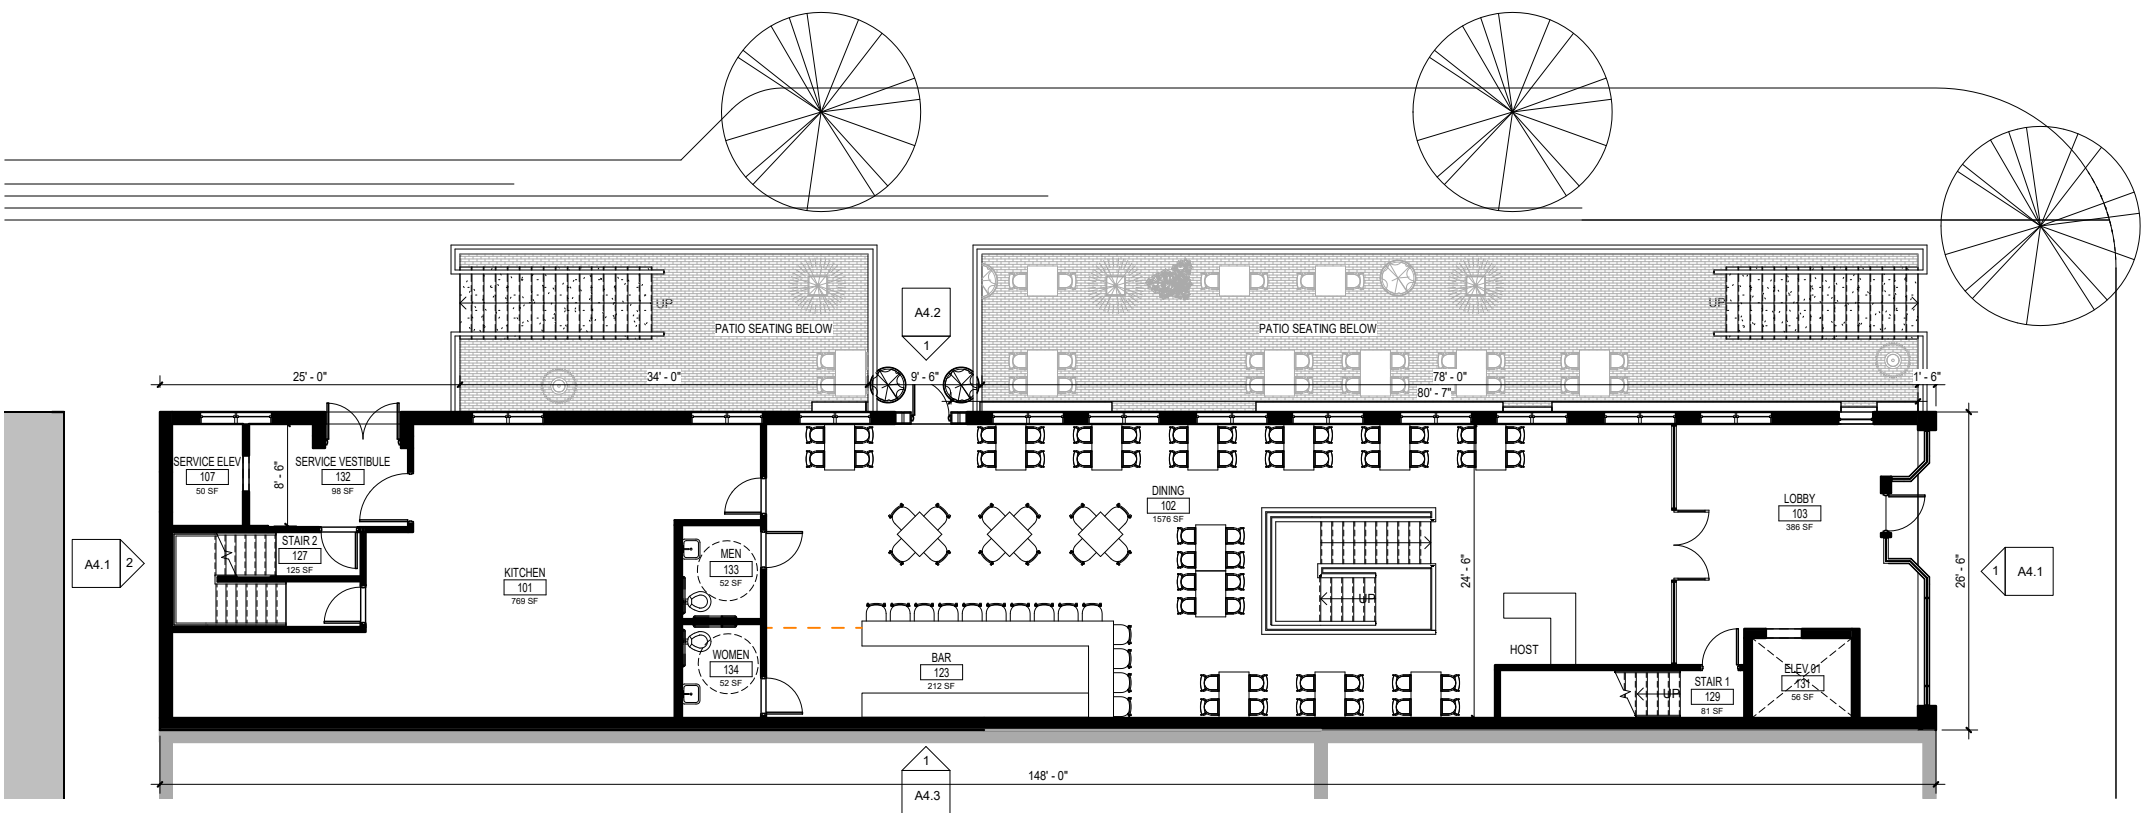 A4.2
1
UP
PATIO SEATING BELOW
UP
PATIO SEATING BELOW
25' - 0"
34' - 0"
9' - 6"
78' - 0"
1' - 6"
80' - 7"
SERVICE ELEV
107
50 SF
8' - 6"
SERVICE VESTIBULE
132
98 SF
DINING
102
1576 SF
LOBBY
103
386 SF
STAIR 2
127
125 SF
A4.1
2
MEN
133
52 SF
KITCHEN
101
769 SF
24' - 6"
UP
26' - 6"
1
A4.1
WOMEN
134
52 SF
BAR
123
212 SF
HOST
STAIR 1
129
81 SF
UP
ELEV 01
131
56 SF
1
A4.3
148' - 0"